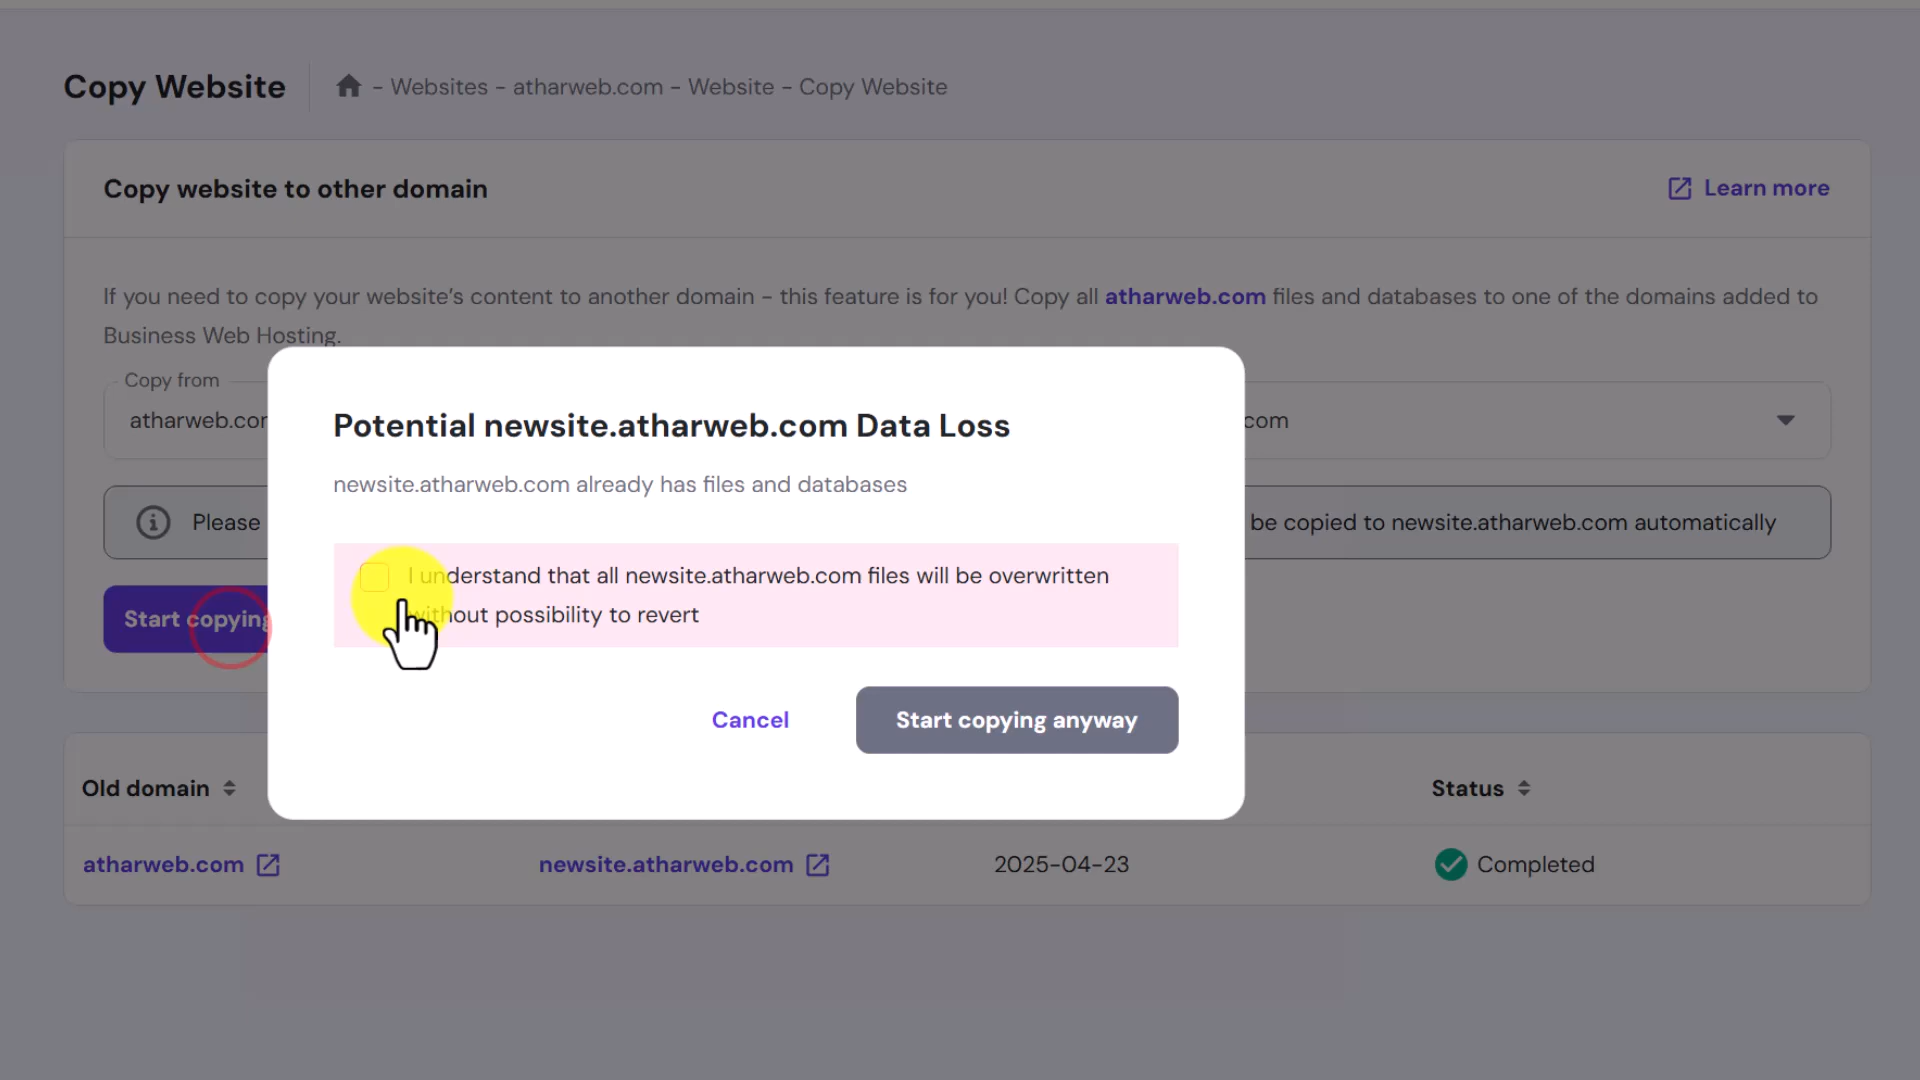 Copy Website
- Websites - atharweb.com - Website - Copy Website
Copy website to other domain
Learn more
If you need to copy your website's content to another domain - this feature is for you! Copy all atharweb.com files and databases to one of the domains added to
Business Web Hosting.
Copy from
atharweb.com
com
Potential newsite.atharweb.com Data Loss
newsite.atharweb.com already has files and databases
Please
be copied to newsite.atharweb.com automatically
I understand that all newsite.atharweb.com files will be overwritten
without possibility to revert
Start copying
Cancel
Start copying anyway
Old domain
Status
atharweb.com
newsite.atharweb.com
2025-04-23
Completed